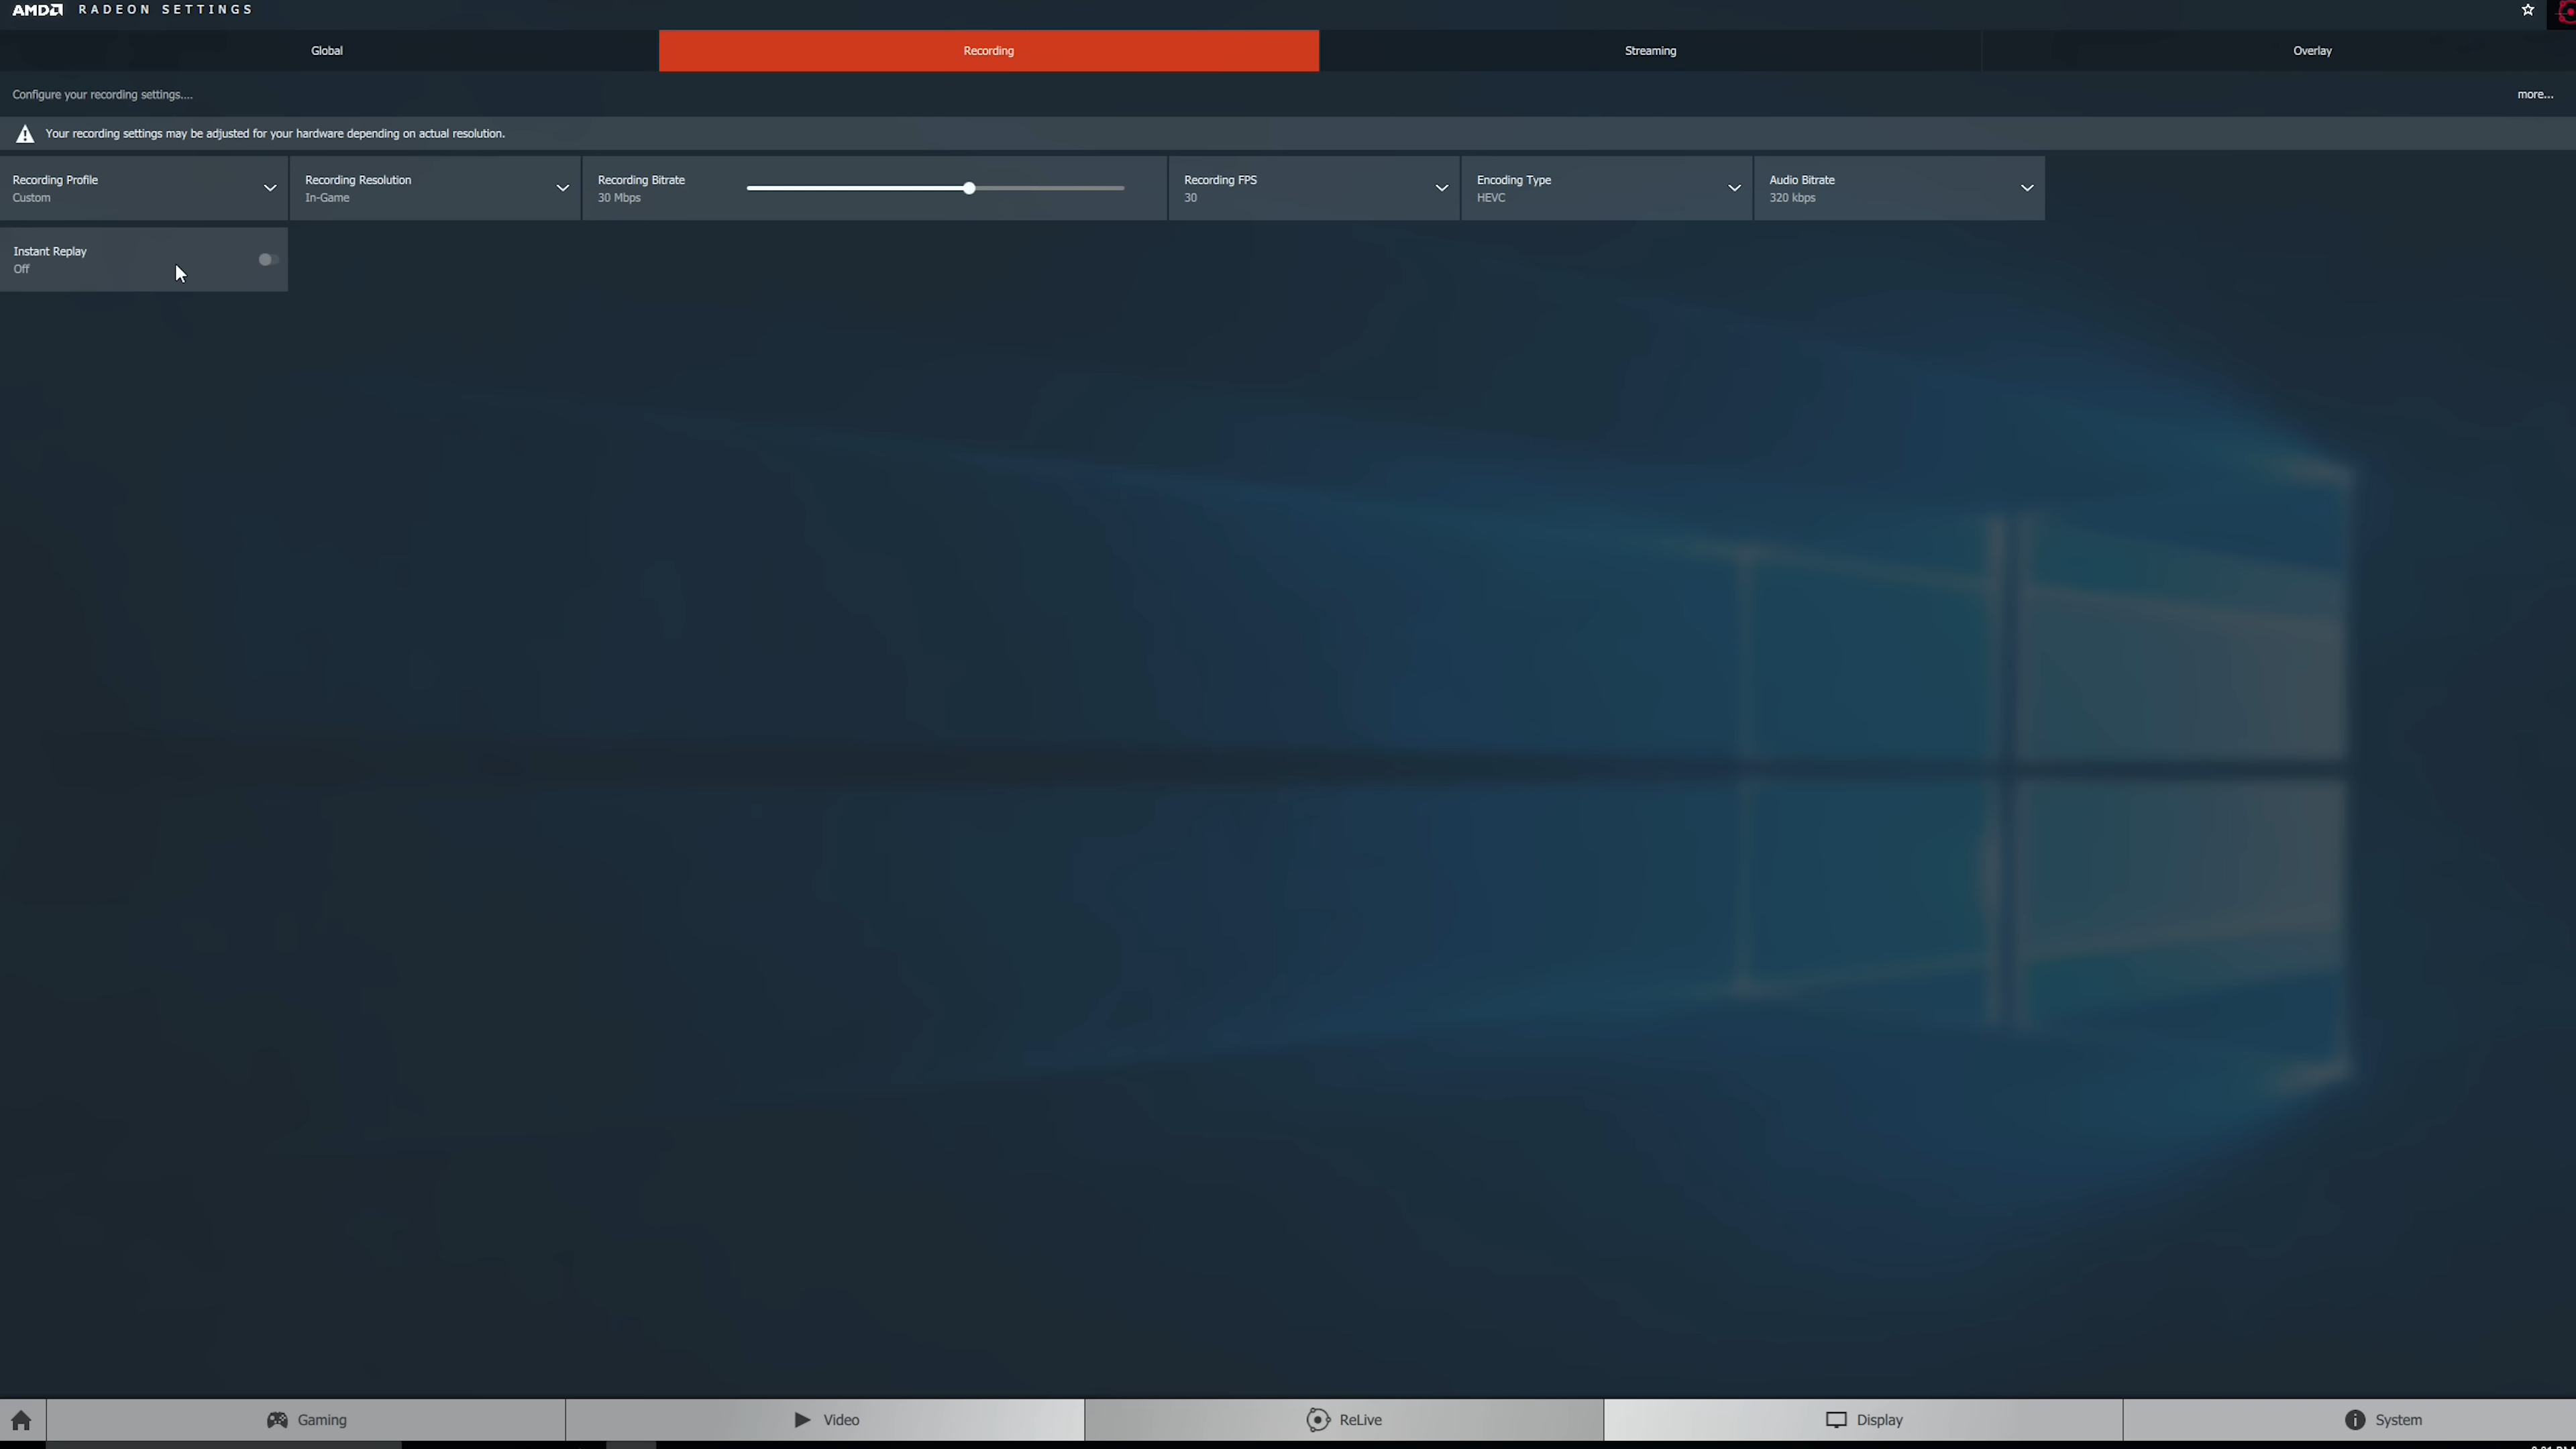 AMD RADEON SETTINGS
Global
Recording
Streaming
Overlay
Configure your recording settings....
more...
Your recording settings may be adjusted for your hardware depending on actual resolution.
Recording Profile
Custom
Recording Resolution
In-Game
Recording Bitrate
30 Mbps
Recording FPS
30
Encoding Type
HEVC
Audio Bitrate
320 kbps
Instant Replay
Off
Gaming
Video
ReLive
Display
System